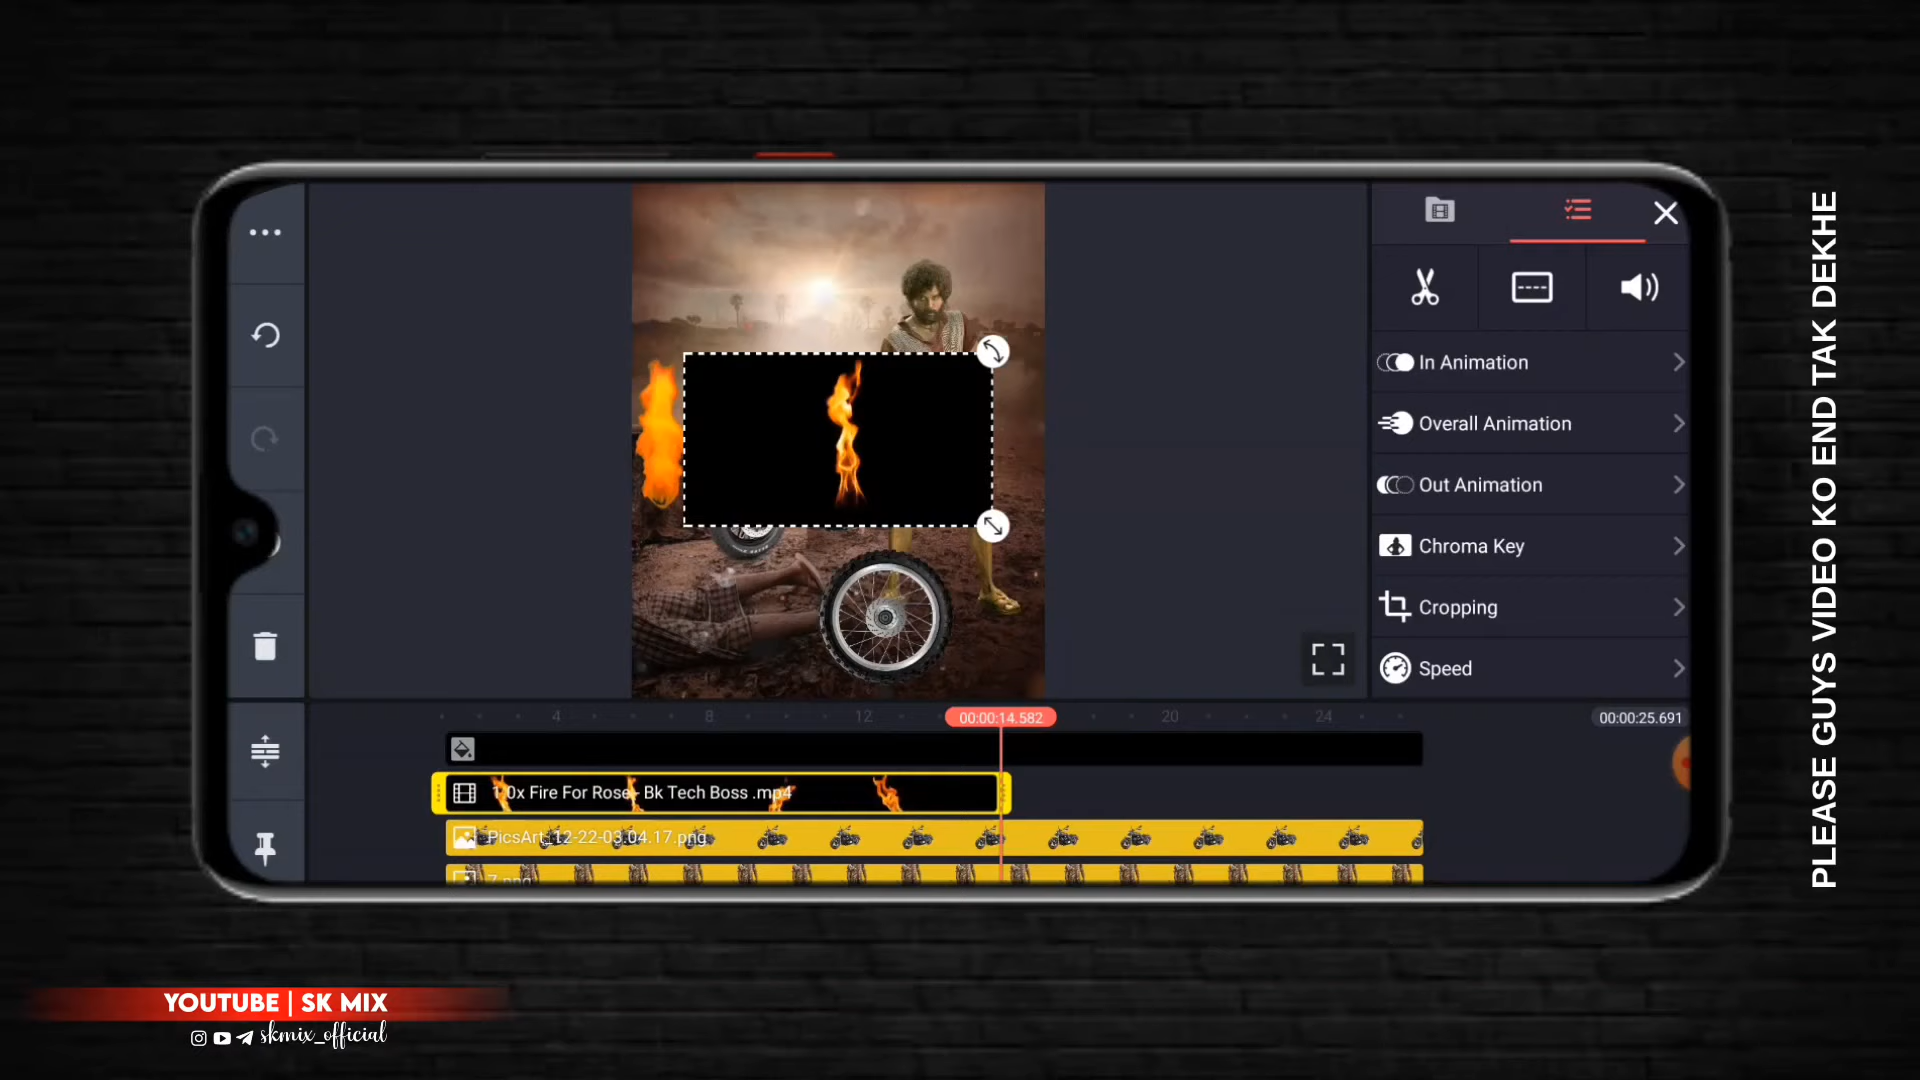 In Animation
Overall Animation
Out Animation
Chroma Key
Cropping
Speed
4
8
12
00:00:14.582
20
24
00:00:25.691
1.0x Fire For Rose - Bk Tech Boss .mp4
PicsArt_12-22-03.04.17.png
7.png
PLEASE GUYS VIDEO KO END TAK DEKHE
YOUTUBE | SK MIX
skmix_official